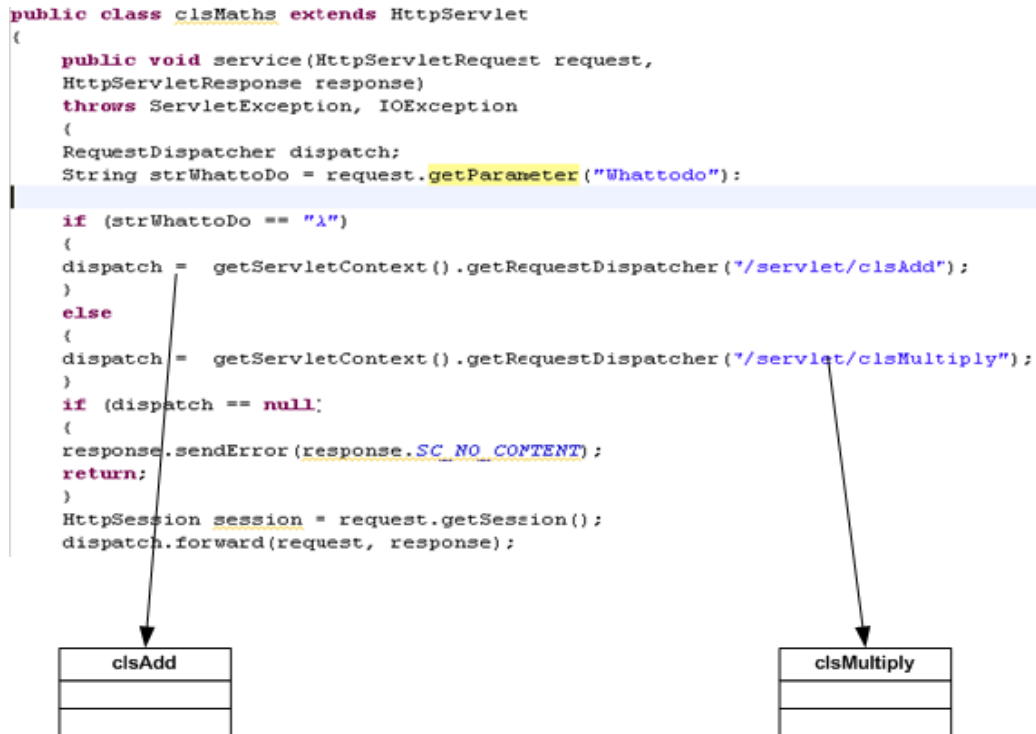 public class clsMaths extends HttpServlet
{
public void service(HttpServletRequest request,
HttpServletResponse response)
throws ServletException, IOException
{
RequestDispatcher dispatch;
String strWhattoDo = request.getParameter("Whattodo");
if (strWhattoDo == "λ")
{
dispatch = getServletContext().getRequestDispatcher("/servlet/clsAdd");
}
else
{
dispatch = getServletContext().getRequestDispatcher("/servlet/clsMultiply");
}
if (dispatch == null)
{
response.sendError(response.SC_NO_CONTENT);
return;
}
HttpSession session = request.getSession();
dispatch.forward(request, response);
clsAdd
clsMultiply